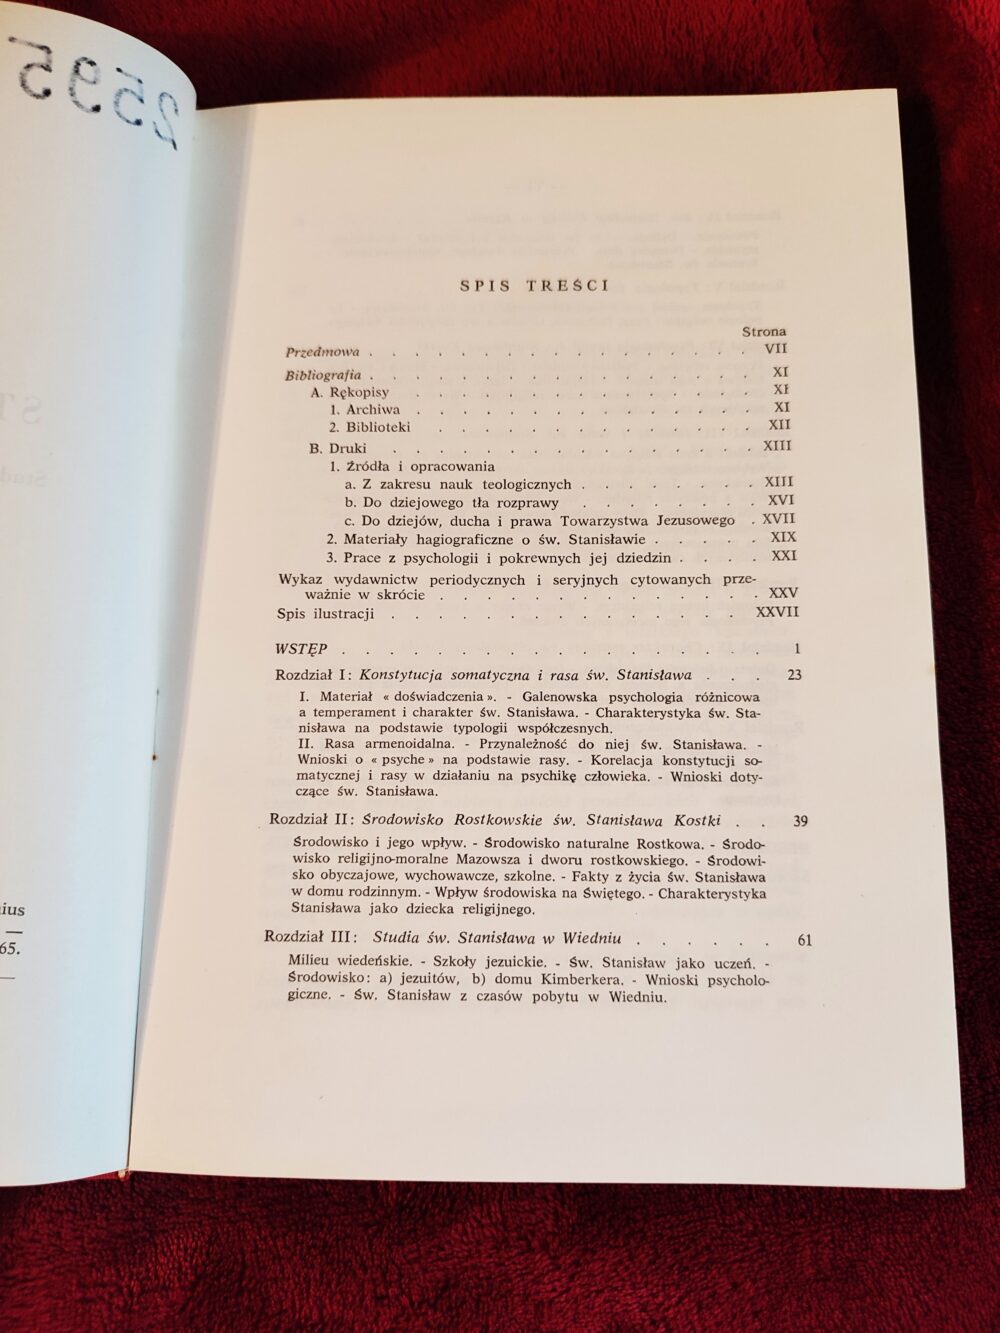 2595
SPIS TREŚCI
Strona
Przedmowa . . . . . . . . . . . . . . . . . VII
Bibliografia . . . . . . . . . . . . . . . . . XI
A. Rękopisy . . . . . . . . . . . . . . . XI
1. Archiwa . . . . . . . . . . . . . . XI
2. Biblioteki . . . . . . . . . . . . . XII
B. Druki . . . . . . . . . . . . . . . . XIII
1. Źródła i opracowania
a. Z zakresu nauk teologicznych . . . . . . . . XIII
b. Do dziejowego tła rozprawy . . . . . . . XVI
c. Do dziejów, ducha i prawa Towarzystwa Jezusowego . XVII
2. Materiały hagiograficzne o św. Stanisławie . . . . . XIX
3. Prace z psychologii i pokrewnych jej dziedzin . . . . XXI
Wykaz wydawnictw periodycznych i seryjnych cytowanych prze-
ważnie w skrócie . . . . . . . . . . . . . . XXV
Spis ilustracji . . . . . . . . . . . . . . . . XXVII
WSTĘP . . . . . . . . . . . . . . . . . . 1
Rozdział I: Konstytucja somatyczna i rasa św. Stanisława . . . 23
I. Materiał « doświadczenia ». - Galenowska psychologia różnicowa
a temperament i charakter św. Stanisława. - Charakterystyka św. Sta-
nisława na podstawie typologii współczesnych.
II. Rasa armenoidalna. - Przynależność do niej św. Stanisława. -
Wnioski o « psyche » na podstawie rasy. - Korelacja konstytucji so-
matycznej i rasy w działaniu na psychikę człowieka. - Wnioski doty-
czące św. Stanisława.
Rozdział II: Środowisko Rostkowskie św. Stanisława Kostki . . 39
Środowisko i jego wpływ. - Środowisko naturalne Rostkowa. - Środo-
wisko religijno-moralne Mazowsza i dworu rostkowskiego. - Środowi-
sko obyczajowe, wychowawcze, szkolne. - Fakty z życia św. Stanisława
w domu rodzinnym. - Wpływ środowiska na Świętego. - Charakterystyka
Stanisława jako dziecka religijnego.
Rozdział III: Studia św. Stanisława w Wiedniu . . . . . . 61
Milieu wiedeńskie. - Szkoły jezuickie. - Św. Stanisław jako uczeń. -
Środowisko: a) jezuitów, b) domu Kimberkera. - Wnioski psycholo-
giczne. - Św. Stanisław z czasów pobytu w Wiedniu.
65.